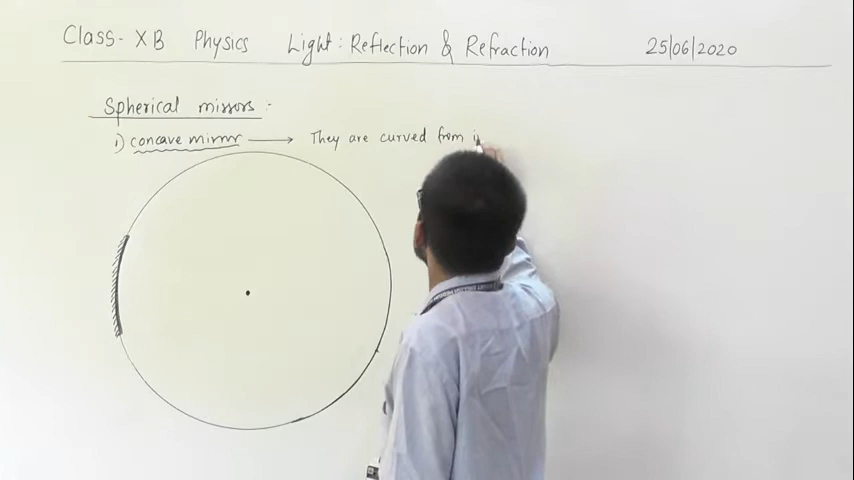 Class- X B Physics Light: Reflection & Refraction 25/06/2020
Spherical mirrors :-
i) concave mirror → They are curved from i